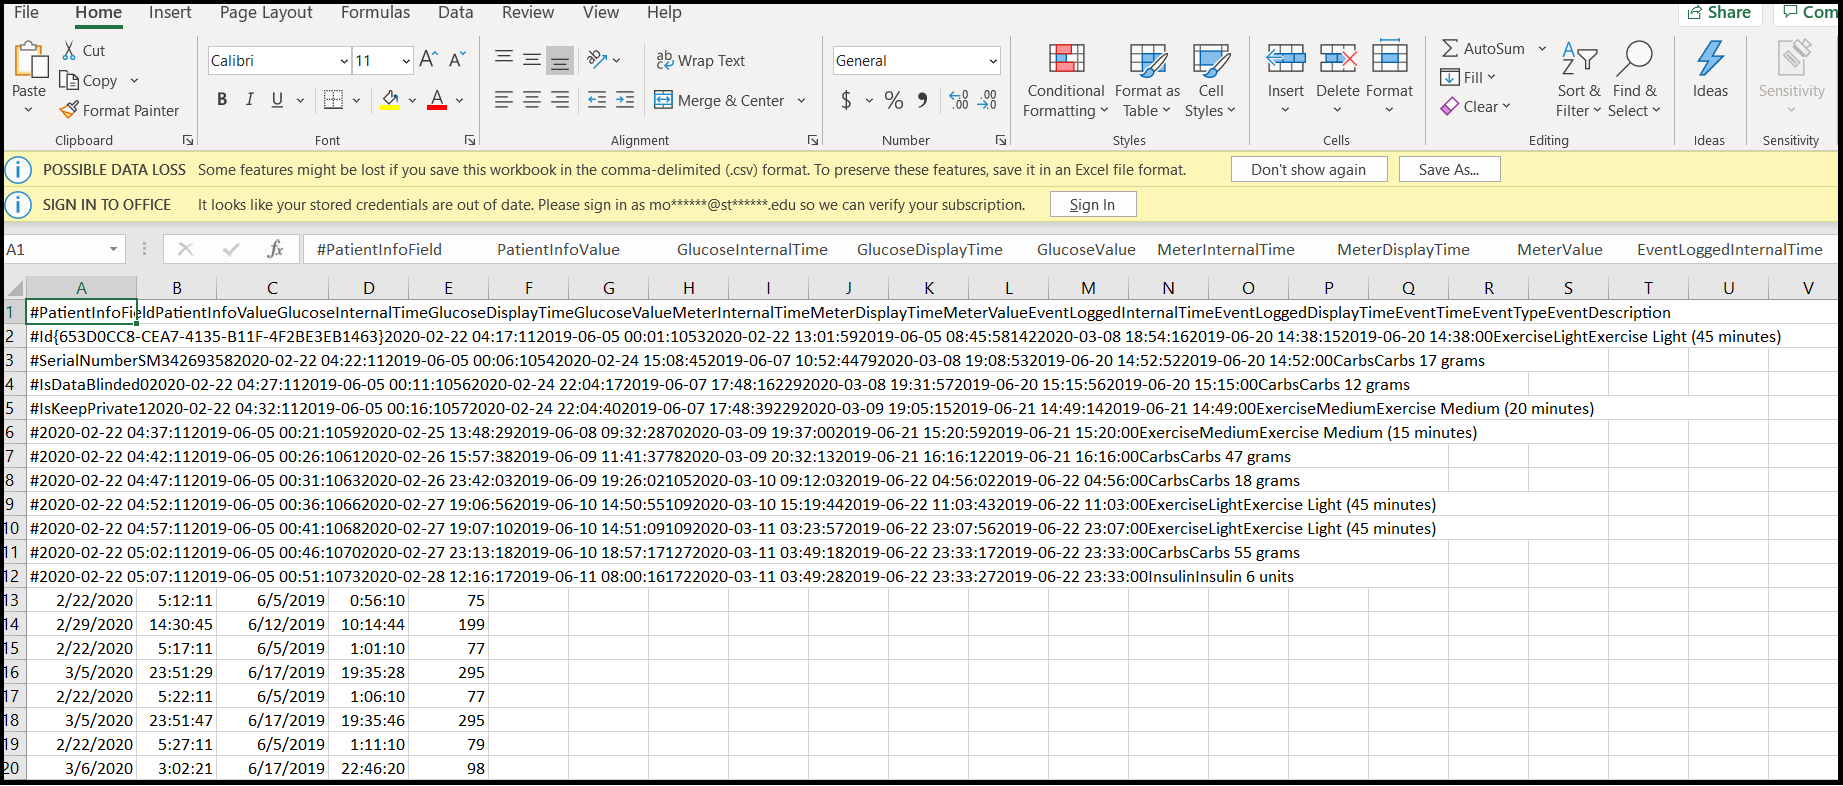 File Home Insert Page Layout Formulas Data Review View Help Share Com
Cut
Copy
Format Painter
Paste
Calibri 11 A A
B I U A
ab Wrap Text
Merge & Center
General
$ % 9 .00 .00
Conditional Formatting
Format as Table
Cell Styles
Insert Delete Format
AutoSum
Fill
Clear
Sort & Filter
Find & Select
Ideas
Sensitivity
Clipboard Font Alignment Number Styles Cells Editing Ideas Sensitivity
POSSIBLE DATA LOSS Some features might be lost if you save this workbook in the comma-delimited (.csv) format. To preserve these features, save it in an Excel file format. Don't show again Save As...
SIGN IN TO OFFICE It looks like your stored credentials are out of date. Please sign in as mo******@st******.edu so we can verify your subscription. Sign In
A1 fx #PatientInfoField PatientInfoValue GlucoseInternalTime GlucoseDisplayTime GlucoseValue MeterInternalTime MeterDisplayTime MeterValue EventLoggedInternalTime
A B C D E F G H I J K L M N O P Q R S T U V
1 #PatientInfoFieldPatientInfoValueGlucoseInternalTimeGlucoseDisplayTimeGlucoseValueMeterInternalTimeMeterDisplayTimeMeterValueEventLoggedInternalTimeEventLoggedDisplayTimeEventTimeEventTypeEventDescription
2 #Id{653D0CC8-CEA7-4135-B11F-4F2BE3EB1463}2020-02-22 04:17:112019-06-05 00:01:10532020-02-22 13:01:592019-06-05 08:45:581422020-03-08 18:54:162019-06-20 14:38:152019-06-20 14:38:00ExerciseLightExercise Light (45 minutes)
3 #SerialNumberSM342693582020-02-22 04:22:112019-06-05 00:06:10542020-02-24 15:08:452019-06-07 10:52:44792020-03-08 19:08:532019-06-20 14:52:522019-06-20 14:52:00CarbsCarbs 17 grams
4 #IsDataBlinded02020-02-22 04:27:112019-06-05 00:11:10562020-02-24 22:04:172019-06-07 17:48:162292020-03-08 19:31:572019-06-20 15:15:562019-06-20 15:15:00CarbsCarbs 12 grams
5 #IsKeepPrivate12020-02-22 04:32:112019-06-05 00:16:10572020-02-24 22:04:402019-06-07 17:48:392292020-03-09 19:05:152019-06-21 14:49:142019-06-21 14:49:00ExerciseMediumExercise Medium (20 minutes)
6 #2020-02-22 04:37:112019-06-05 00:21:10592020-02-25 13:48:292019-06-08 09:32:28702020-03-09 19:37:002019-06-21 15:20:592019-06-21 15:20:00ExerciseMediumExercise Medium (15 minutes)
7 #2020-02-22 04:42:112019-06-05 00:26:10612020-02-26 15:57:382019-06-09 11:41:37782020-03-09 20:32:132019-06-21 16:16:122019-06-21 16:16:00CarbsCarbs 47 grams
8 #2020-02-22 04:47:112019-06-05 00:31:10632020-02-26 23:42:032019-06-09 19:26:021052020-03-10 09:12:032019-06-22 04:56:022019-06-22 04:56:00CarbsCarbs 18 grams
9 #2020-02-22 04:52:112019-06-05 00:36:10662020-02-27 19:06:562019-06-10 14:50:551092020-03-10 15:19:442019-06-22 11:03:432019-06-22 11:03:00ExerciseLightExercise Light (45 minutes)
10 #2020-02-22 04:57:112019-06-05 00:41:10682020-02-27 19:07:102019-06-10 14:51:091092020-03-11 03:23:572019-06-22 23:07:562019-06-22 23:07:00ExerciseLightExercise Light (45 minutes)
11 #2020-02-22 05:02:112019-06-05 00:46:10702020-02-27 23:13:182019-06-10 18:57:171272020-03-11 03:49:182019-06-22 23:33:172019-06-22 23:33:00CarbsCarbs 55 grams
12 #2020-02-22 05:07:112019-06-05 00:51:10732020-02-28 12:16:172019-06-11 08:00:161722020-03-11 03:49:282019-06-22 23:33:272019-06-22 23:33:00InsulinInsulin 6 units
13 2/22/2020 5:12:11 6/5/2019 0:56:10 75
14 2/29/2020 14:30:45 6/12/2019 10:14:44 199
15 2/22/2020 5:17:11 6/5/2019 1:01:10 77
16 3/5/2020 23:51:29 6/17/2019 19:35:28 295
17 2/22/2020 5:22:11 6/5/2019 1:06:10 77
18 3/5/2020 23:51:47 6/17/2019 19:35:46 295
19 2/22/2020 5:27:11 6/5/2019 1:11:10 79
20 3/6/2020 3:02:21 6/17/2019 22:46:20 98